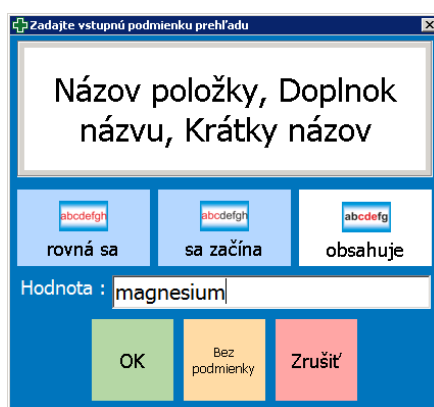 Zadajte vstupnú podmienku prehľadu
Názov položky, Doplnok
názvu, Krátky názov
abcdefgh abcdefgh abcdefg
rovná sa sa začína obsahuje
Hodnota : magnesium
OK Bez podmienky Zrušiť